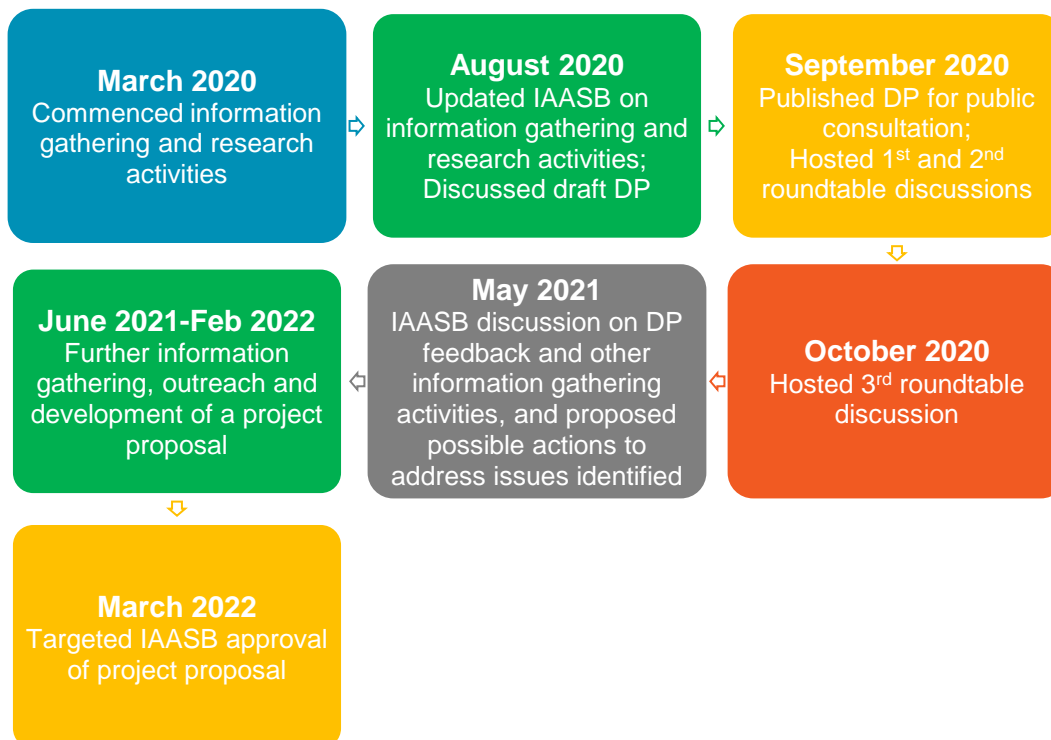 March 2020
Commenced information
gathering and research
activities
August 2020
Updated IAASB on
information gathering and
research activities;
Discussed draft DP
September 2020
Published DP for public
consultation;
Hosted 1st and 2nd
roundtable discussions
October 2020
Hosted 3rd roundtable
discussion
May 2021
IAASB discussion on DP
feedback and other
information gathering
activities, and proposed
possible actions to
address issues identified
June 2021-Feb 2022
Further information
gathering, outreach and
development of a project
proposal
March 2022
Targeted IAASB approval
of project proposal